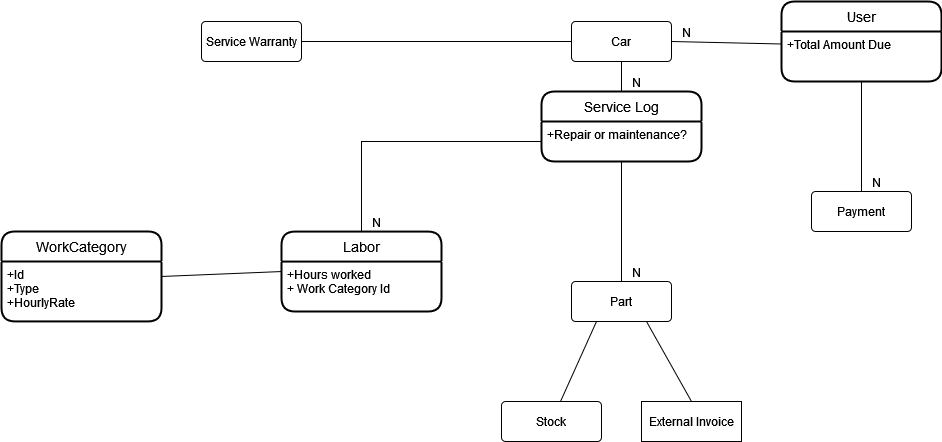 User
Service Warranty
Car
N
+Total Amount Due
N
Service Log
+Repair or maintenance?
N
Payment
N
WorkCategory
Labor
+Id
+Type
+HourlyRate
+Hours worked
+ Work Category Id
N
Part
Stock
External Invoice